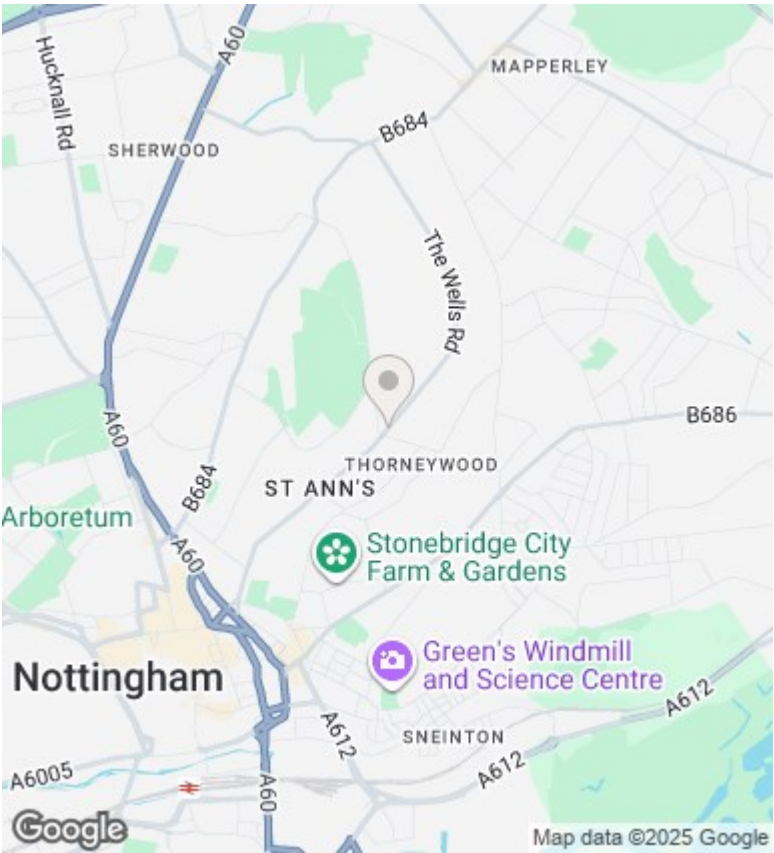 A60
Hucknall Rd
MAPPERLEY
B684
SHERWOOD
The Wells Rd
A60
B686
THORNEYWOOD
B684
ST ANN'S
Arboretum
A60
Stonebridge City
Farm & Gardens
Green's Windmill
and Science Centre
Nottingham
A612
A612
SNEINTON
A612
A6005
A60
Google
Map data ©2025 Google